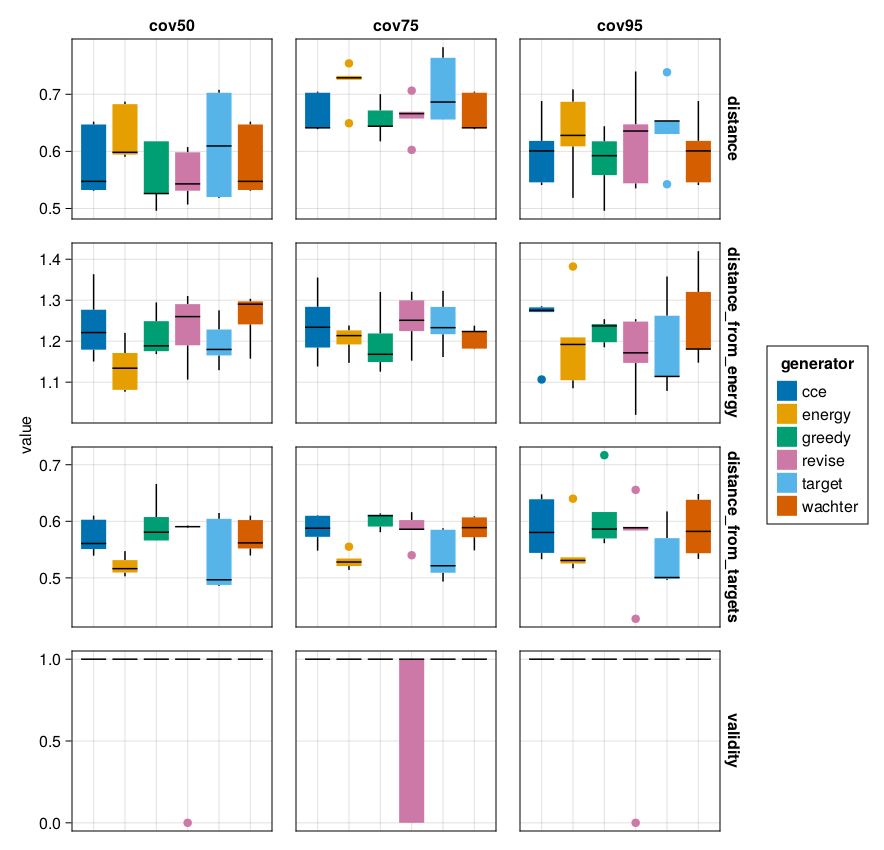 cov50 cov75 cov95
0.7
0.6
0.5
distance
1.4
1.3
1.2
1.1
distance_from_energy
value
0.7
0.6
0.5
distance_from_targets
1.0
0.5
0.0
validity
generator
cce
energy
greedy
revise
target
wachter